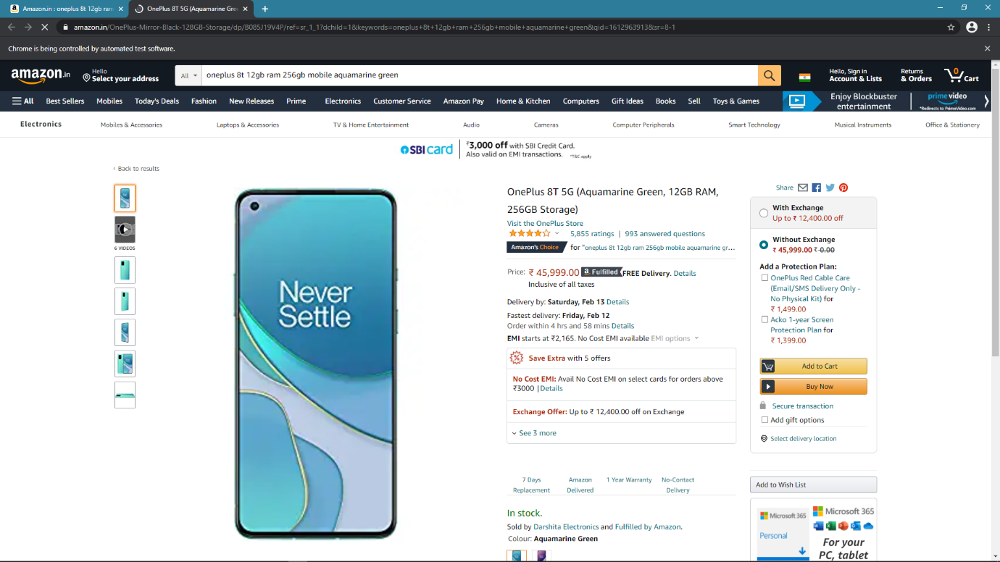 Amazon.in : oneplus 8t 12gb ram
OnePlus 8T 5G (Aquamarine Gree
amazon.in/OnePlus-Mirror-Black-128GB-Storage/dp/B085J19V4P/ref=sr_1_1?dchild=1&keywords=oneplus+8t+12gb+ram+256gb+mobile+aquamarine+green&qid=1612963913&sr=8-1
Chrome is being controlled by automated test software.
amazon.in
Hello
Select your address
All
oneplus 8t 12gb ram 256gb mobile aquamarine green
Hello, Sign in
Account & Lists
Returns
& Orders
0
Cart
All Best Sellers Mobiles Today's Deals Fashion New Releases Prime Electronics Customer Service Amazon Pay Home & Kitchen Computers Gift Ideas Books Sell Toys & Games
Enjoy Blockbuster
entertainment
prime video
*Redirects to PrimeVideo.com
Electronics Mobiles & Accessories Laptops & Accessories TV & Home Entertainment Audio Cameras Computer Peripherals Smart Technology Musical Instruments Office & Stationery
SBI card
₹3,000 off with SBI Credit Card.
Also valid on EMI transactions. *T&C apply
‹ Back to results
6 VIDEOS
Never
Settle
OnePlus 8T 5G (Aquamarine Green, 12GB RAM,
256GB Storage)
Visit the OnePlus Store
5,855 ratings | 993 answered questions
Amazon's Choice for "oneplus 8t 12gb ram 256gb mobile aquamarine gr...
Price: ₹ 45,999.00 a Fulfilled FREE Delivery. Details
Inclusive of all taxes
Delivery by: Saturday, Feb 13 Details
Fastest delivery: Friday, Feb 12
Order within 4 hrs and 58 mins Details
EMI starts at ₹2,165. No Cost EMI available EMI options
Save Extra with 5 offers
No Cost EMI: Avail No Cost EMI on select cards for orders above
₹3000 |Details
Exchange Offer: Up to ₹ 12,400.00 off on Exchange
See 3 more
7 Days
Replacement
Amazon
Delivered
1 Year Warranty
No-Contact
Delivery
In stock.
Sold by Darshita Electronics and Fulfilled by Amazon.
Colour: Aquamarine Green
Share
With Exchange
Up to ₹ 12,400.00 off
Without Exchange
₹ 45,999.00 ₹ 0.00
Add a Protection Plan:
OnePlus Red Cable Care
(Email/SMS Delivery Only -
No Physical Kit) for
₹ 1,499.00
Acko 1-year Screen
Protection Plan for
₹ 1,399.00
Add to Cart
Buy Now
Secure transaction
Add gift options
Select delivery location
Add to Wish List
Microsoft 365
Personal
Microsoft 365
For your
PC, tablet